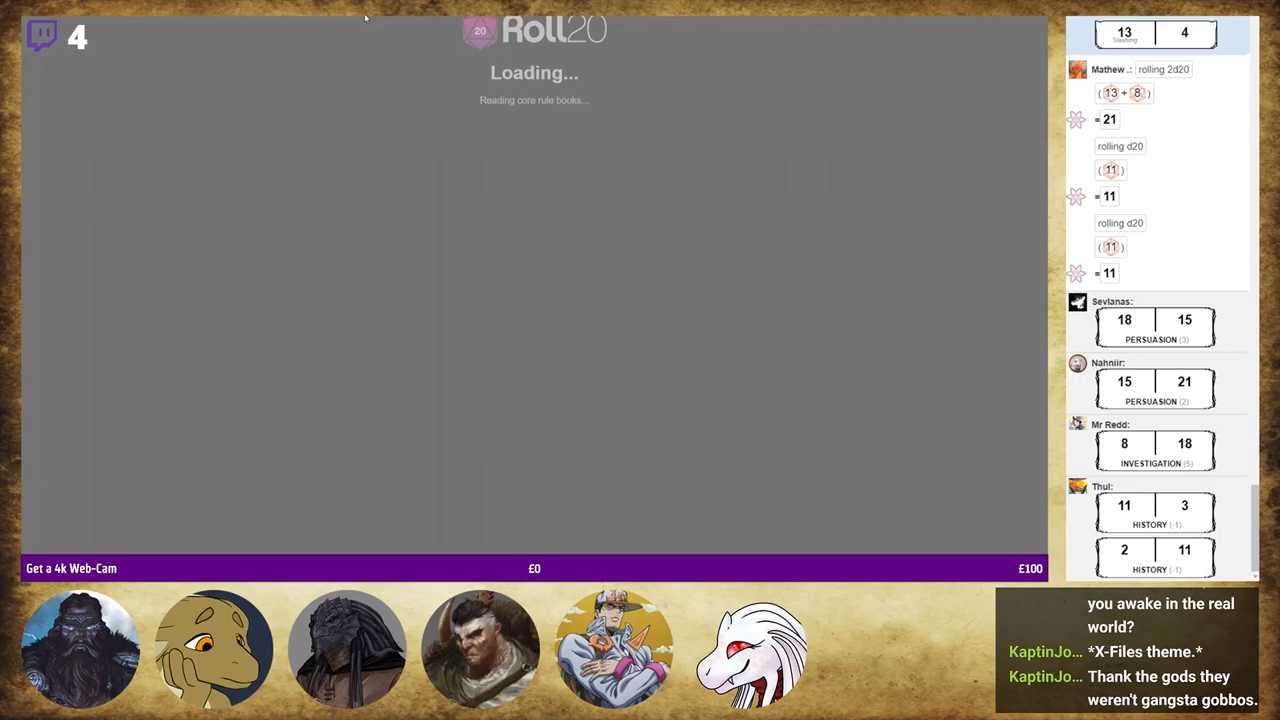 4
20 Roll20
Loading...
Reading core rule books...
13 4
Slashing
Mathew .: rolling 2d20
(13 + 8)
=21
rolling d20
(11)
=11
rolling d20
(11)
=11
Sevlanas:
18 15
PERSUASION (3)
Nahniir:
15 21
PERSUASION (2)
Mr Redd:
8 18
INVESTIGATION (5)
Thul:
11 3
HISTORY (-1)
2 11
HISTORY (-1)
Get a 4k Web-Cam £0 £100
you awake in the real
world?
KaptinJo... *X-Files theme.*
KaptinJo... Thank the gods they
weren't gangsta gobbos.